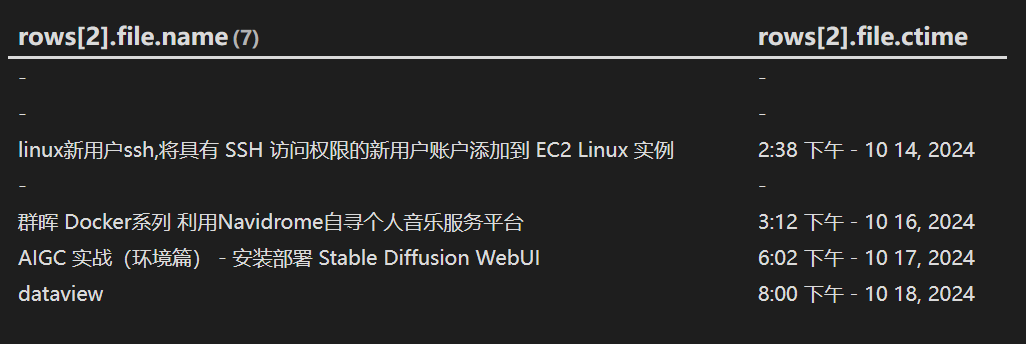 rows[2].file.name (7) rows[2].file.ctime
- -
- -
linux新用户ssh,将具有 SSH 访问权限的新用户账户添加到 EC2 Linux 实例 2:38 下午 - 10 14, 2024
- -
群晖 Docker系列 利用Navidrome自寻个人音乐服务平台 3:12 下午 - 10 16, 2024
AIGC 实战（环境篇） - 安装部署 Stable Diffusion WebUI 6:02 下午 - 10 17, 2024
dataview 8:00 下午 - 10 18, 2024